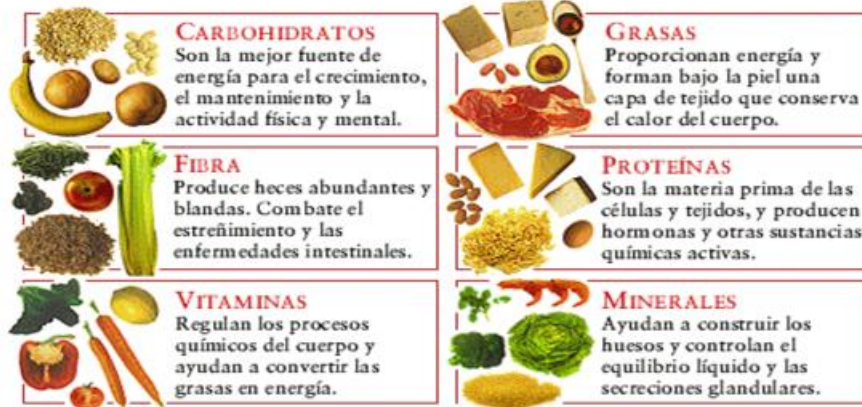 CARBOHIDRATOS
Son la mejor fuente de
energía para el crecimiento,
el mantenimiento y la
actividad física y mental.
GRASAS
Proporcionan energía y
forman bajo la piel una
capa de tejido que conserva
el calor del cuerpo.
FIBRA
Produce heces abundantes y
blandas. Combate el
estreñimiento y las
enfermedades intestinales.
PROTEÍNAS
Son la materia prima de las
células y tejidos, y producen
hormonas y otras sustancias
químicas activas.
VITAMINAS
Regulan los procesos
químicos del cuerpo y
ayudan a convertir las
grasas en energía.
MINERALES
Ayudan a construir los
huesos y controlan el
equilibrio líquido y las
secreciones glandulares.